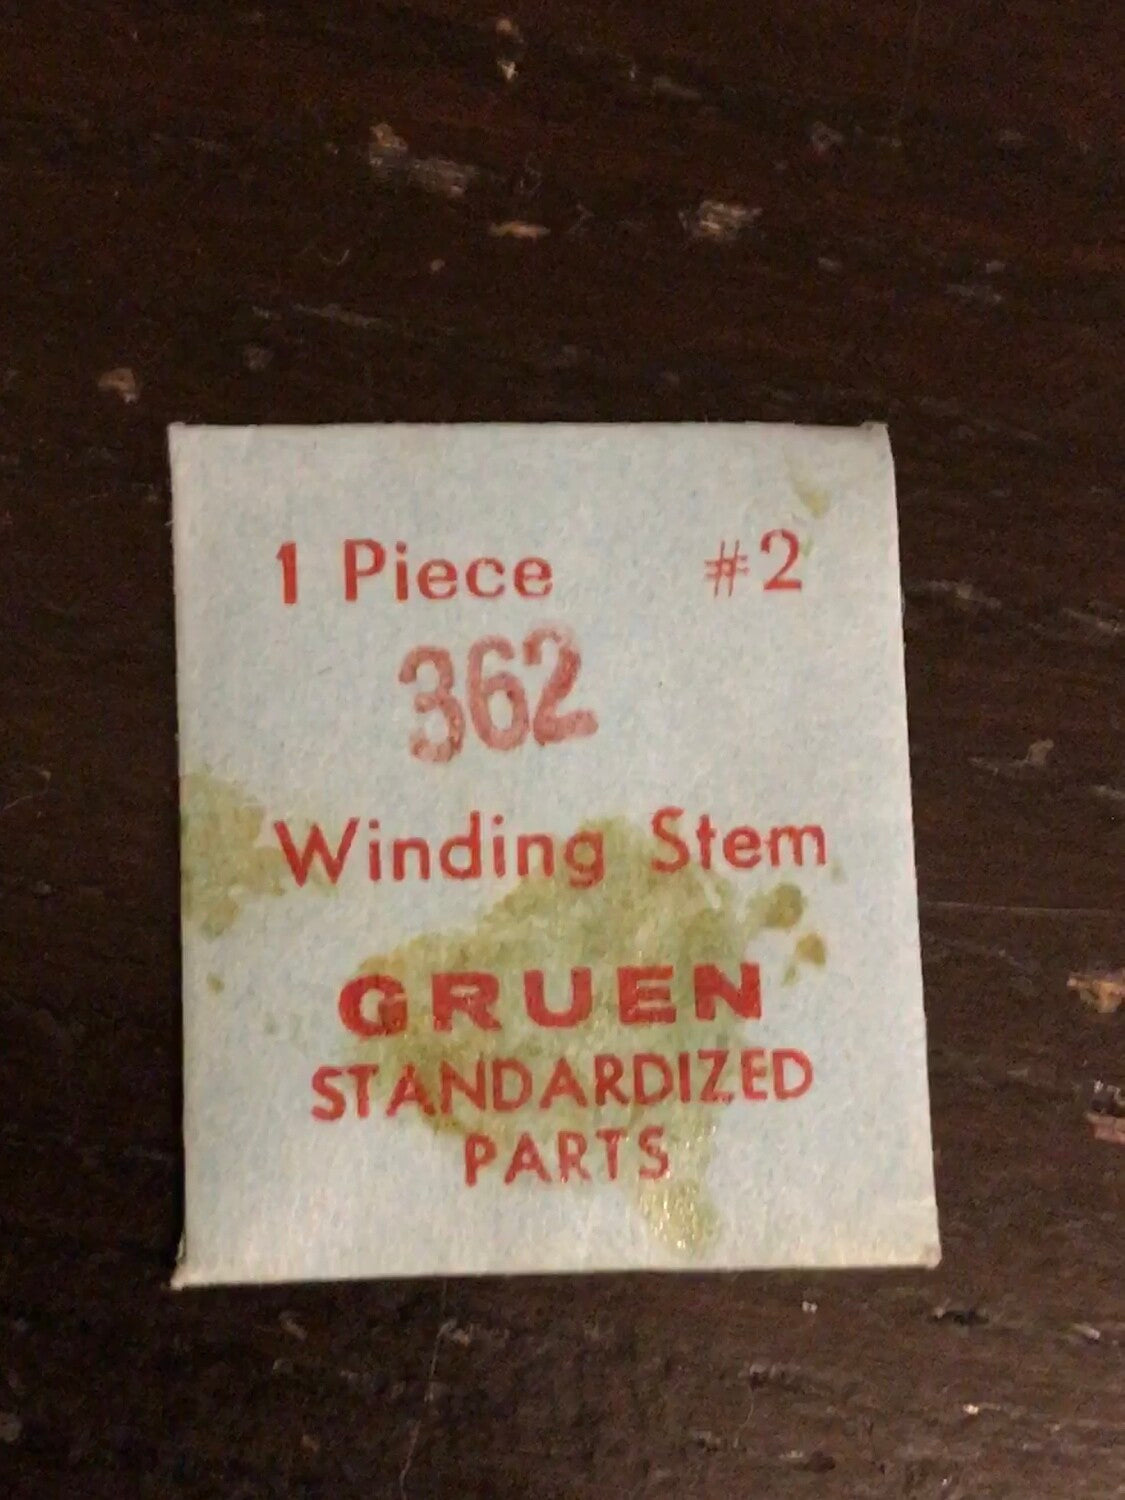 1 Piece #2
362
Winding Stem
GRUEN
STANDARDIZED
PARTS